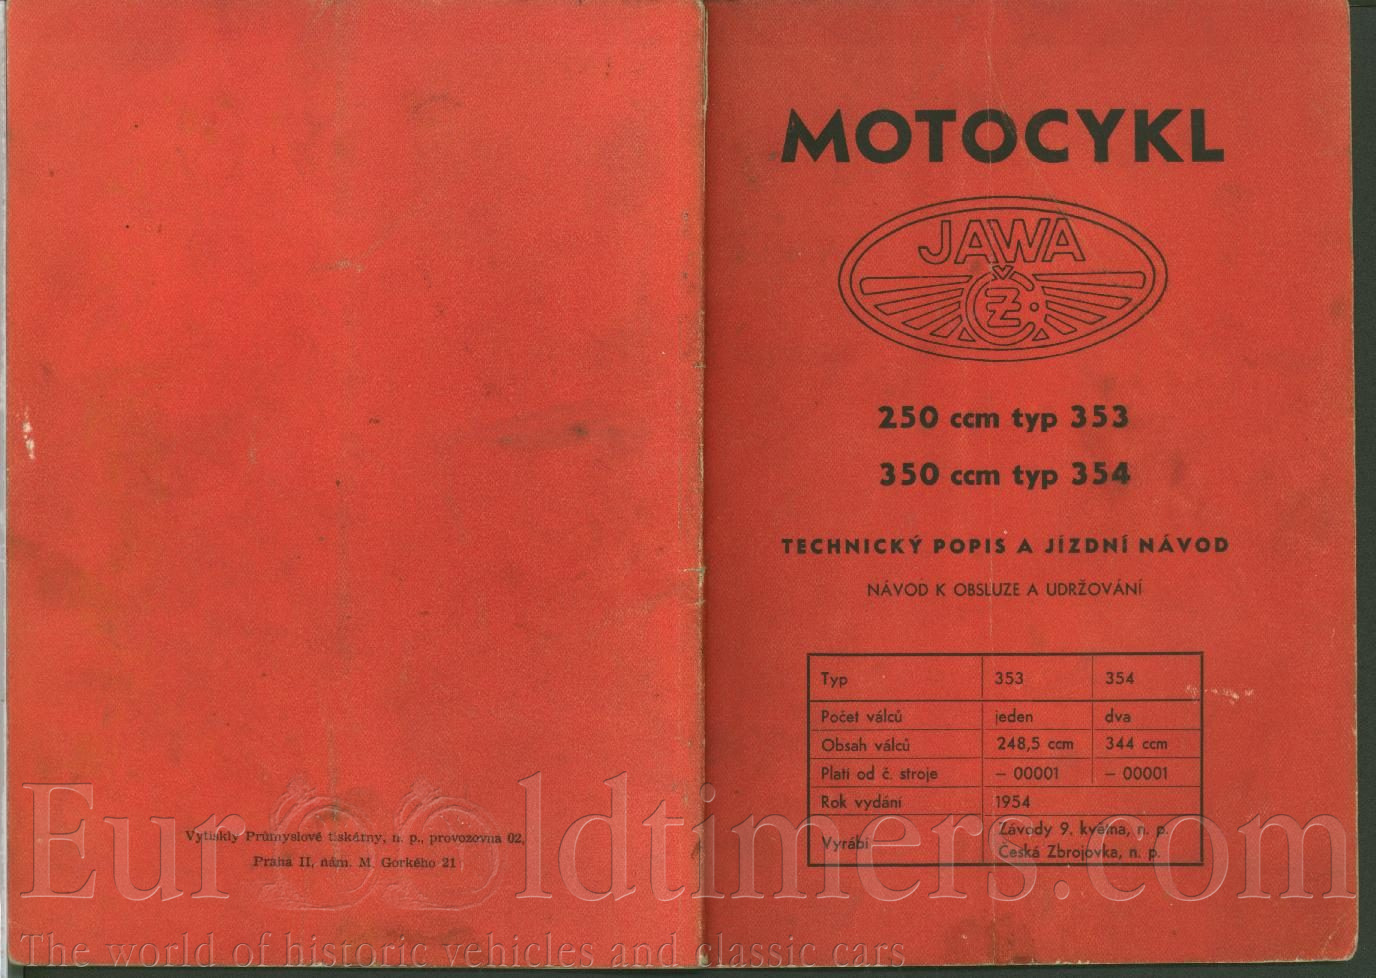 Vytiskly Průmyslové tiskárny, n. p., provozovna 02,
Praha II, nám. M. Gorkého 21
MOTOCYKL
JAWA
ČZ
250 ccm typ 353
350 ccm typ 354
TECHNICKÝ POPIS A JÍZDNÍ NÁVOD
NÁVOD K OBSLUZE A UDRŽOVÁNÍ
Typ 353 354
Počet válců jeden dva
Obsah válců 248,5 ccm 344 ccm
Platí od č. stroje – 00001 – 00001
Rok vydání 1954
Vyrábí Závody 9. května, n. p.
Česká Zbrojovka, n. p.
EuroOldtimers.com
The world of historic vehicles and classic cars